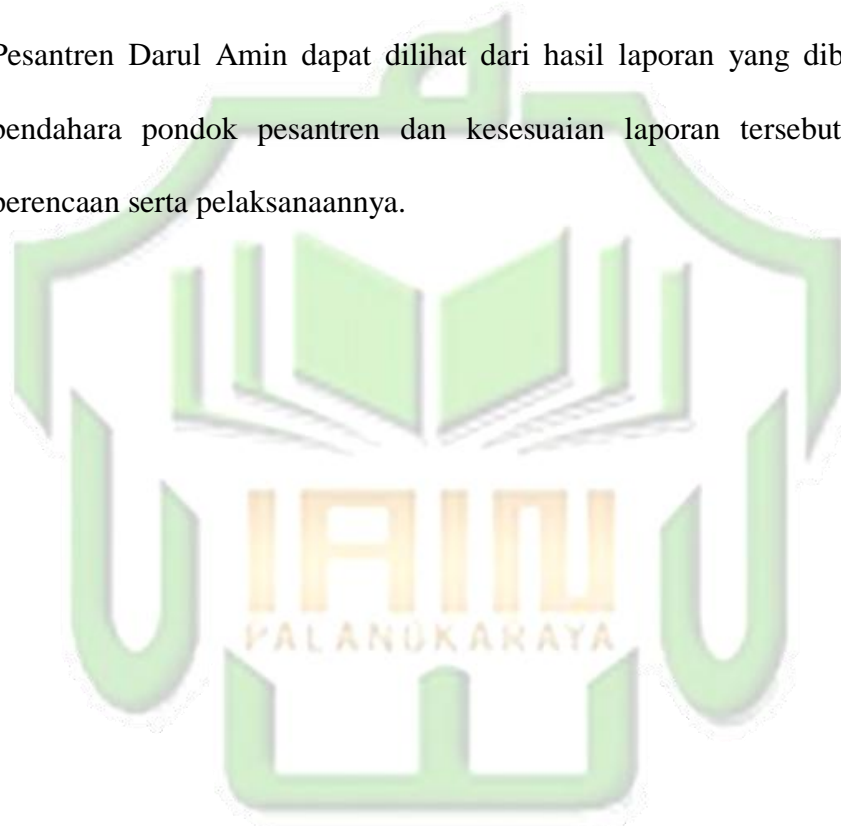 Pesantren Darul Amin dapat dilihat dari hasil laporan yang dib
bendahara pondok pesantren dan kesesuaian laporan tersebut
perencaan serta pelaksanaannya.
IAIN
PALANGKARAYA